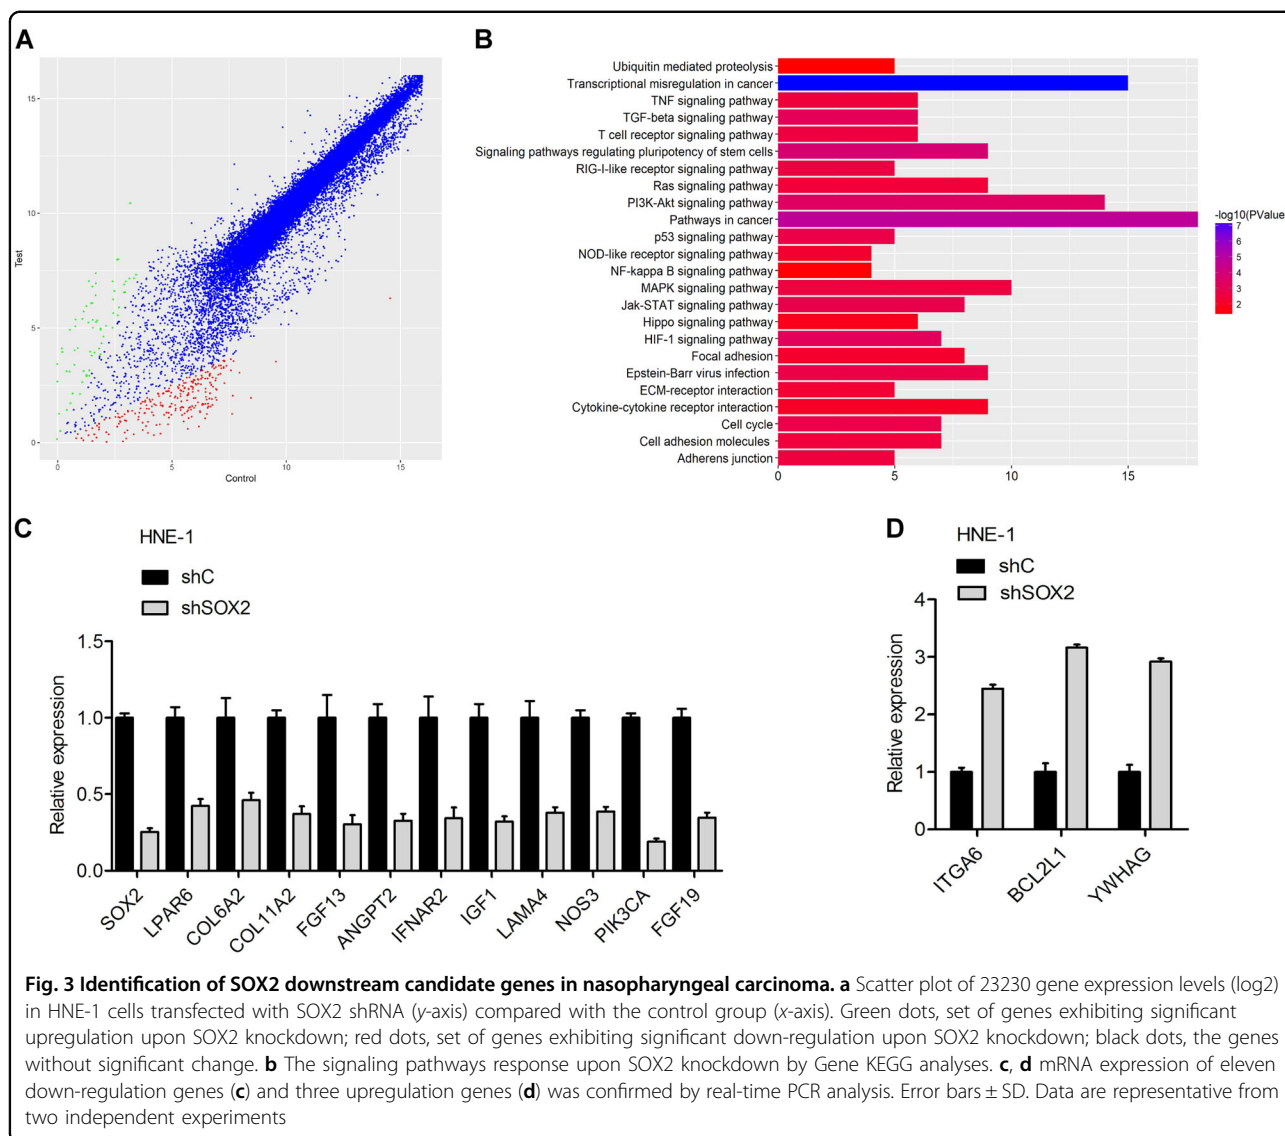 A
15
10
5
0
Test
0
5
10
15
Control
B
Ubiquitin mediated proteolysis
Transcriptional misregulation in cancer
TNF signaling pathway
TGF-beta signaling pathway
T cell receptor signaling pathway
Signaling pathways regulating pluripotency of stem cells
RIG-I-like receptor signaling pathway
Ras signaling pathway
PI3K-Akt signaling pathway
Pathways in cancer
p53 signaling pathway
NOD-like receptor signaling pathway
NF-kappa B signaling pathway
MAPK signaling pathway
Jak-STAT signaling pathway
Hippo signaling pathway
HIF-1 signaling pathway
Focal adhesion
Epstein-Barr virus infection
ECM-receptor interaction
Cytokine-cytokine receptor interaction
Cell cycle
Cell adhesion molecules
Adherens junction
0
5
10
15
-log10(PValue
7
6
5
4
3
2
C
HNE-1
shC
shSOX2
1.5
1.0
0.5
0.0
Relative expression
SOX2
LPAR6
COL6A2
COL11A2
FGF13
ANGPT2
IFNAR2
IGF1
LAMA4
NOS3
PIK3CA
FGF19
D
HNE-1
shC
shSOX2
4
3
2
1
0
Relative expression
ITGA6
BCL2L1
YWHAG
Fig. 3 Identification of SOX2 downstream candidate genes in nasopharyngeal carcinoma. a Scatter plot of 23230 gene expression levels (log2)
in HNE-1 cells transfected with SOX2 shRNA (y-axis) compared with the control group (x-axis). Green dots, set of genes exhibiting significant
upregulation upon SOX2 knockdown; red dots, set of genes exhibiting significant down-regulation upon SOX2 knockdown; black dots, the genes
without significant change. b The signaling pathways response upon SOX2 knockdown by Gene KEGG analyses. c, d mRNA expression of eleven
down-regulation genes (c) and three upregulation genes (d) was confirmed by real-time PCR analysis. Error bars ± SD. Data are representative from
two independent experiments